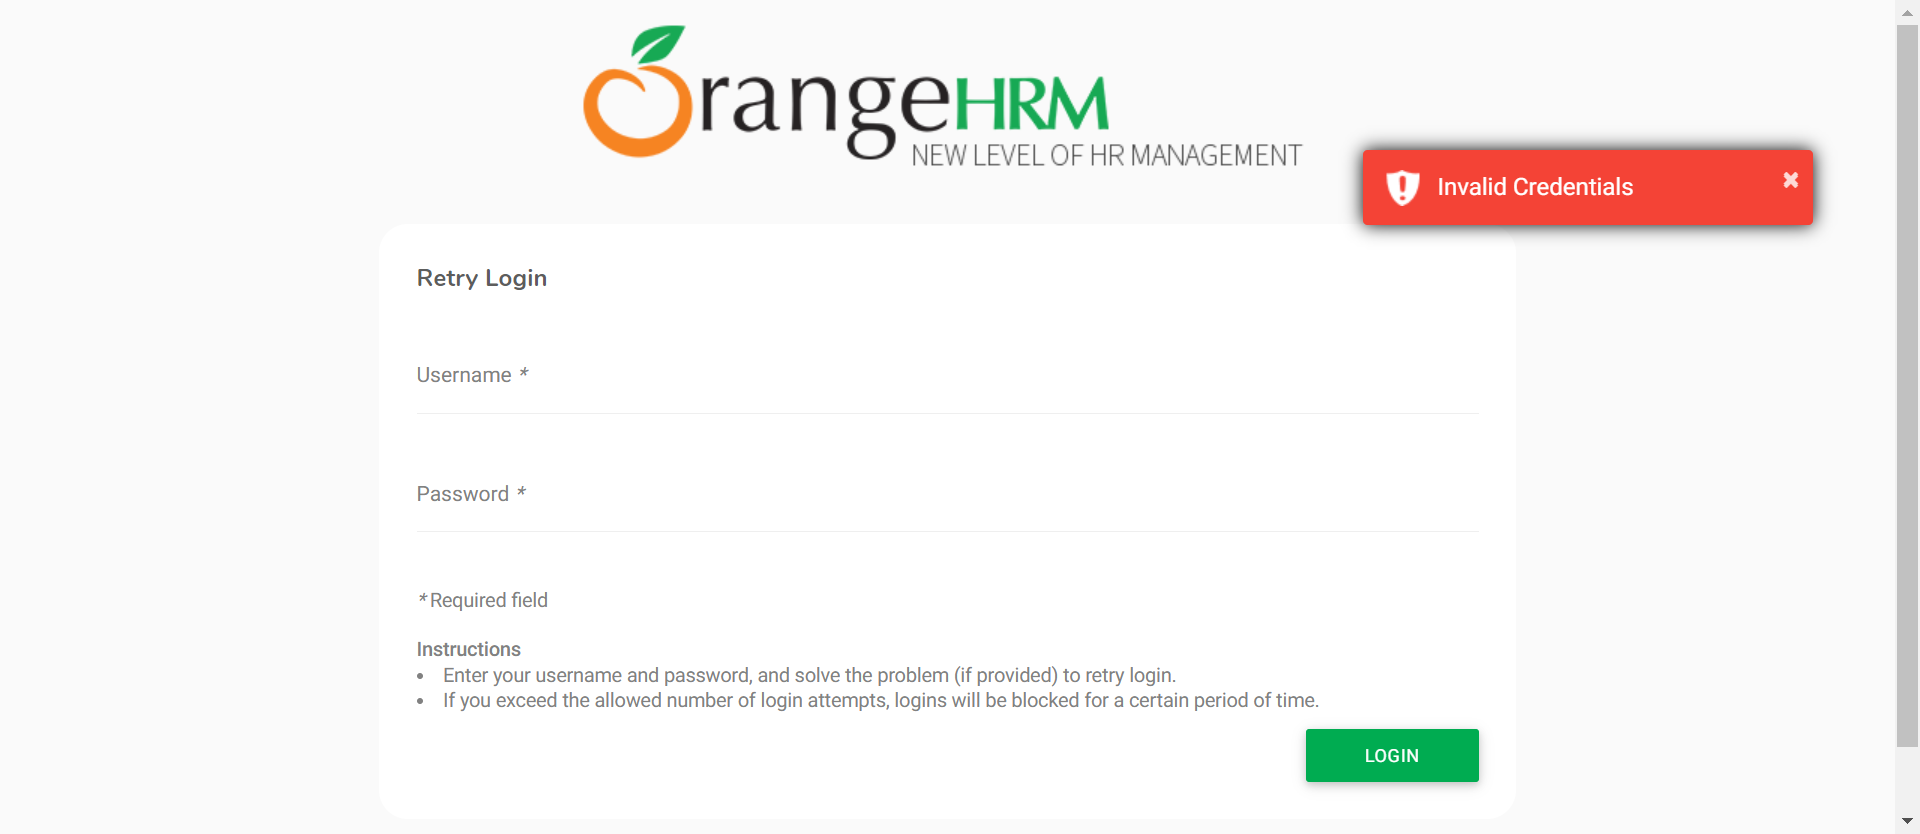 OrangeHRM
NEW LEVEL OF HR MANAGEMENT
Invalid Credentials
Retry Login
Username *
Password *
* Required field
Instructions
• Enter your username and password, and solve the problem (if provided) to retry login.
• If you exceed the allowed number of login attempts, logins will be blocked for a certain period of time.
LOGIN